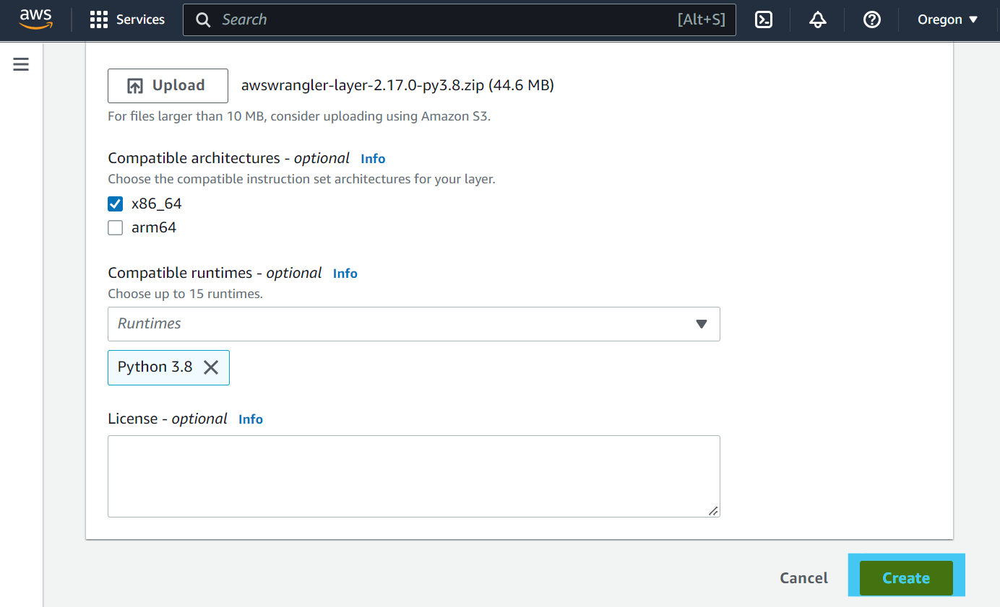 aws Services Search [Alt+S] Oregon
Upload awswrangler-layer-2.17.0-py3.8.zip (44.6 MB)
For files larger than 10 MB, consider uploading using Amazon S3.
Compatible architectures - optional Info
Choose the compatible instruction set architectures for your layer.
x86_64
arm64
Compatible runtimes - optional Info
Choose up to 15 runtimes.
Runtimes
Python 3.8
License - optional Info
Cancel Create